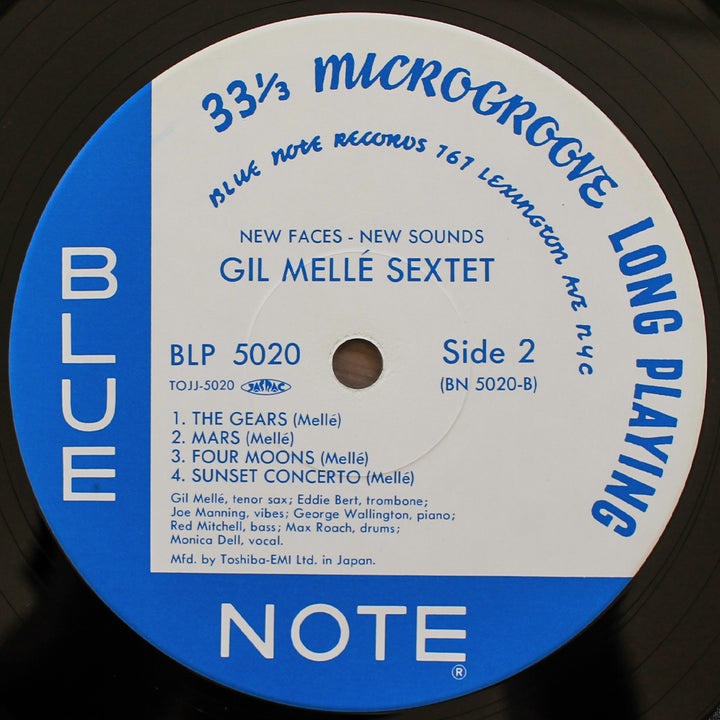 33⅓ MICROGROOVE LONG PLAYING
BLUE NOTE RECORDS 767 LEXINGTON AVE NYC
NEW FACES - NEW SOUNDS
GIL MELLÉ SEXTET
BLP 5020
Side 2
TOJJ-5020 JASRAC
(BN 5020-B)
1. THE GEARS (Mellé)
2. MARS (Mellé)
3. FOUR MOONS (Mellé)
4. SUNSET CONCERTO (Mellé)
Gil Mellé, tenor sax; Eddie Bert, trombone;
Joe Manning, vibes; George Wallington, piano;
Red Mitchell, bass; Max Roach, drums;
Monica Dell, vocal.
Mfd. by Toshiba-EMI Ltd. in Japan.
BLUE
NOTE ®